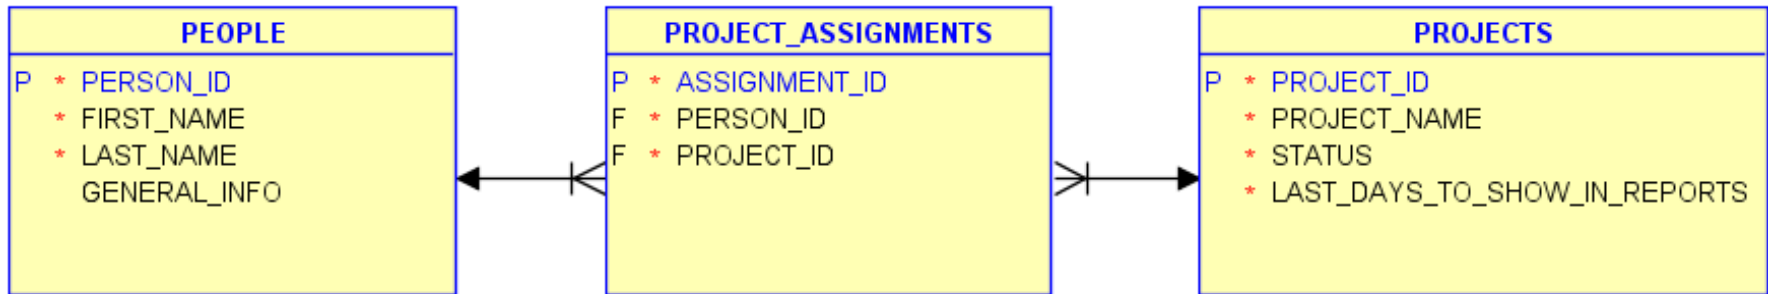 PEOPLE
P * PERSON_ID
* FIRST_NAME
* LAST_NAME
GENERAL_INFO
PROJECT_ASSIGNMENTS
P * ASSIGNMENT_ID
F * PERSON_ID
F * PROJECT_ID
PROJECTS
P * PROJECT_ID
* PROJECT_NAME
* STATUS
* LAST_DAYS_TO_SHOW_IN_REPORTS